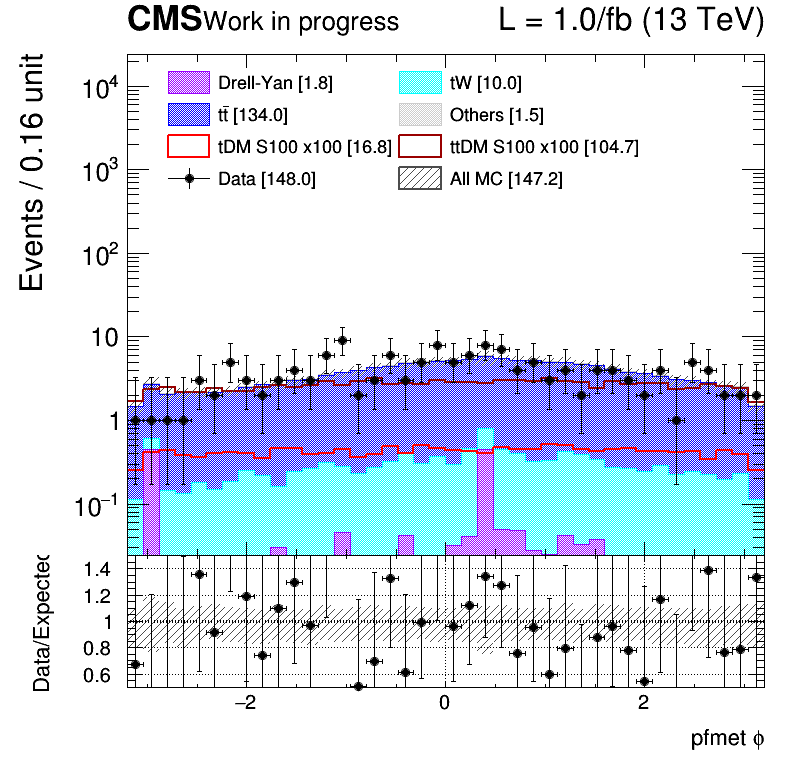 CMS Work in progress L = 1.0/fb (13 TeV)
Events / 0.16 unit
10⁴
10³
10²
10
1
10⁻¹
Drell-Yan [1.8] tW [10.0]
tt̄ [134.0] Others [1.5]
tDM S100 x100 [16.8] ttDM S100 x100 [104.7]
Data [148.0] All MC [147.2]
Data/Expected
1.4
1.2
1
0.8
0.6
−2 0 2
pfmet ϕ